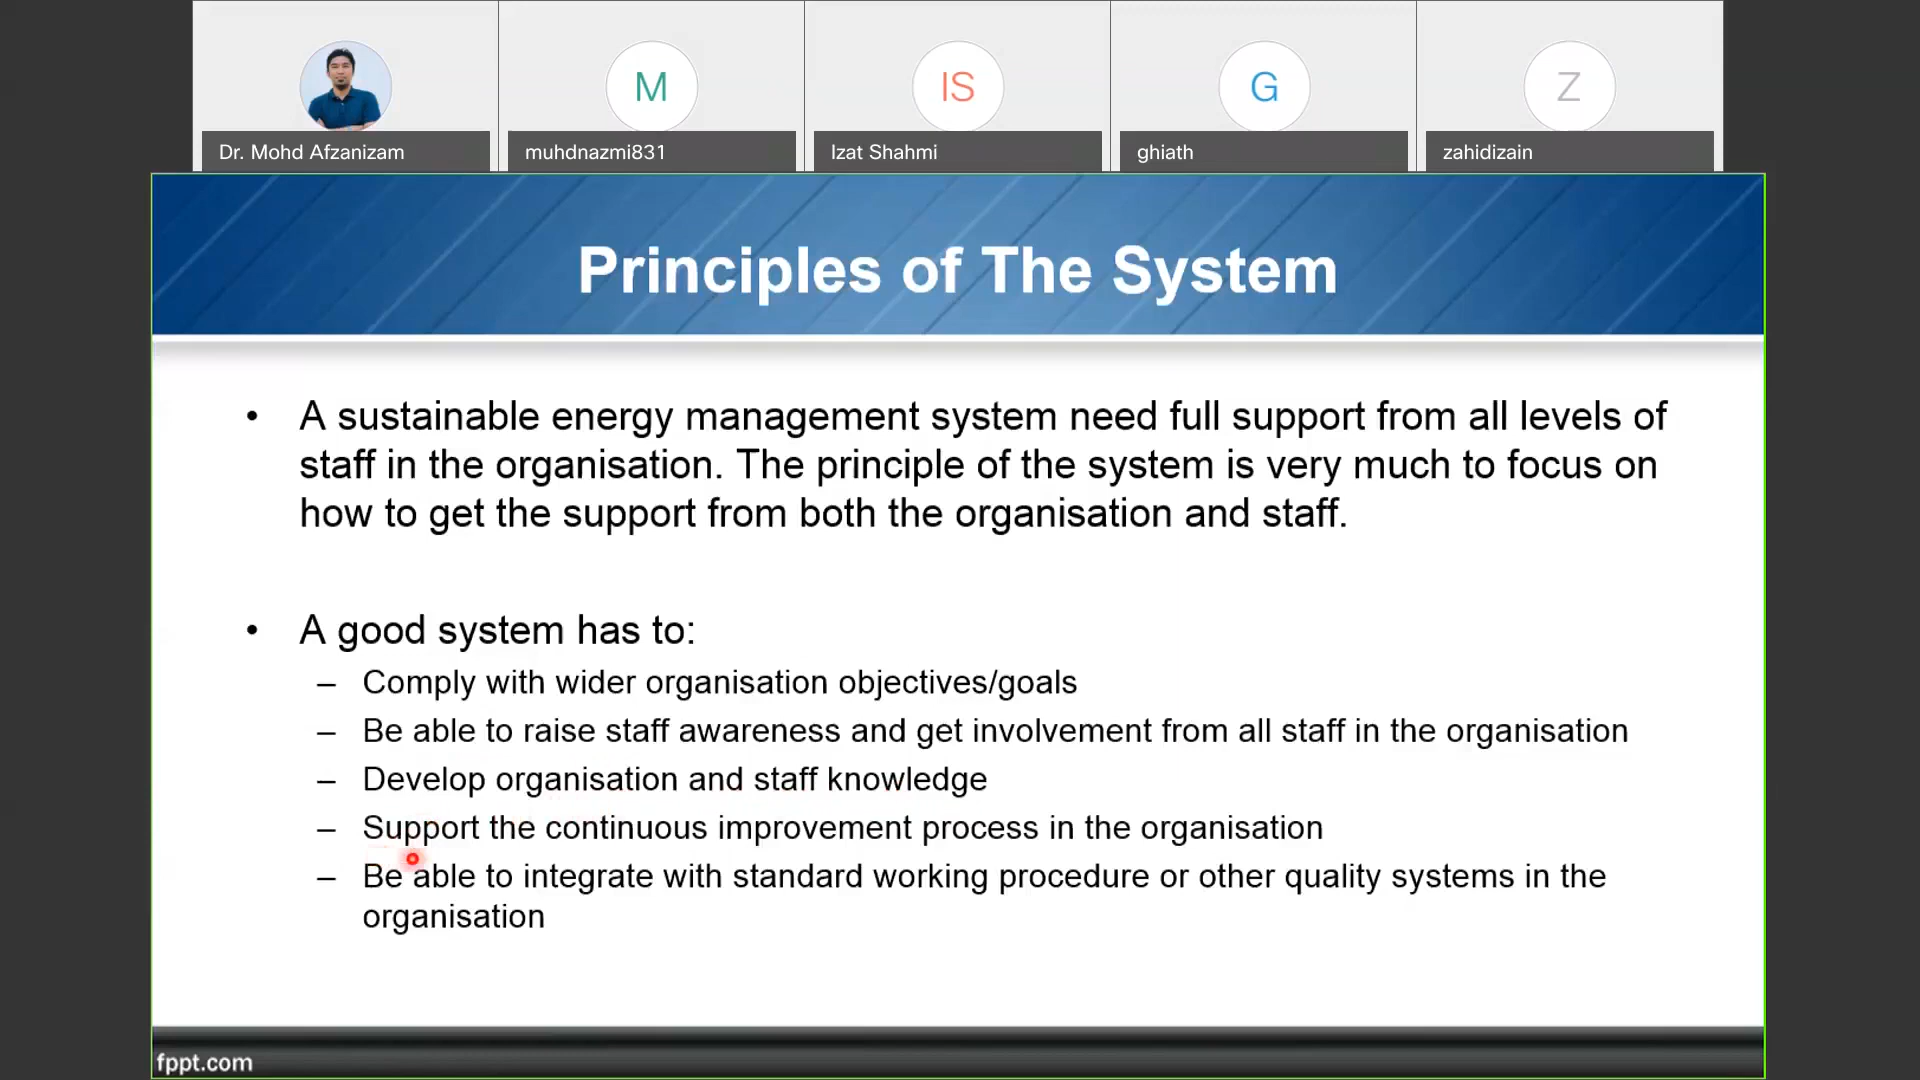 M
IS
G
Z
Dr. Mohd Afzanizam
muhdnazmi831
Izat Shahmi
ghiath
zahidizain
Principles of The System
• A sustainable energy management system need full support from all levels of
staff in the organisation. The principle of the system is very much to focus on
how to get the support from both the organisation and staff.
• A good system has to:
– Comply with wider organisation objectives/goals
– Be able to raise staff awareness and get involvement from all staff in the organisation
– Develop organisation and staff knowledge
– Support the continuous improvement process in the organisation
– Be able to integrate with standard working procedure or other quality systems in the
organisation
fppt.com